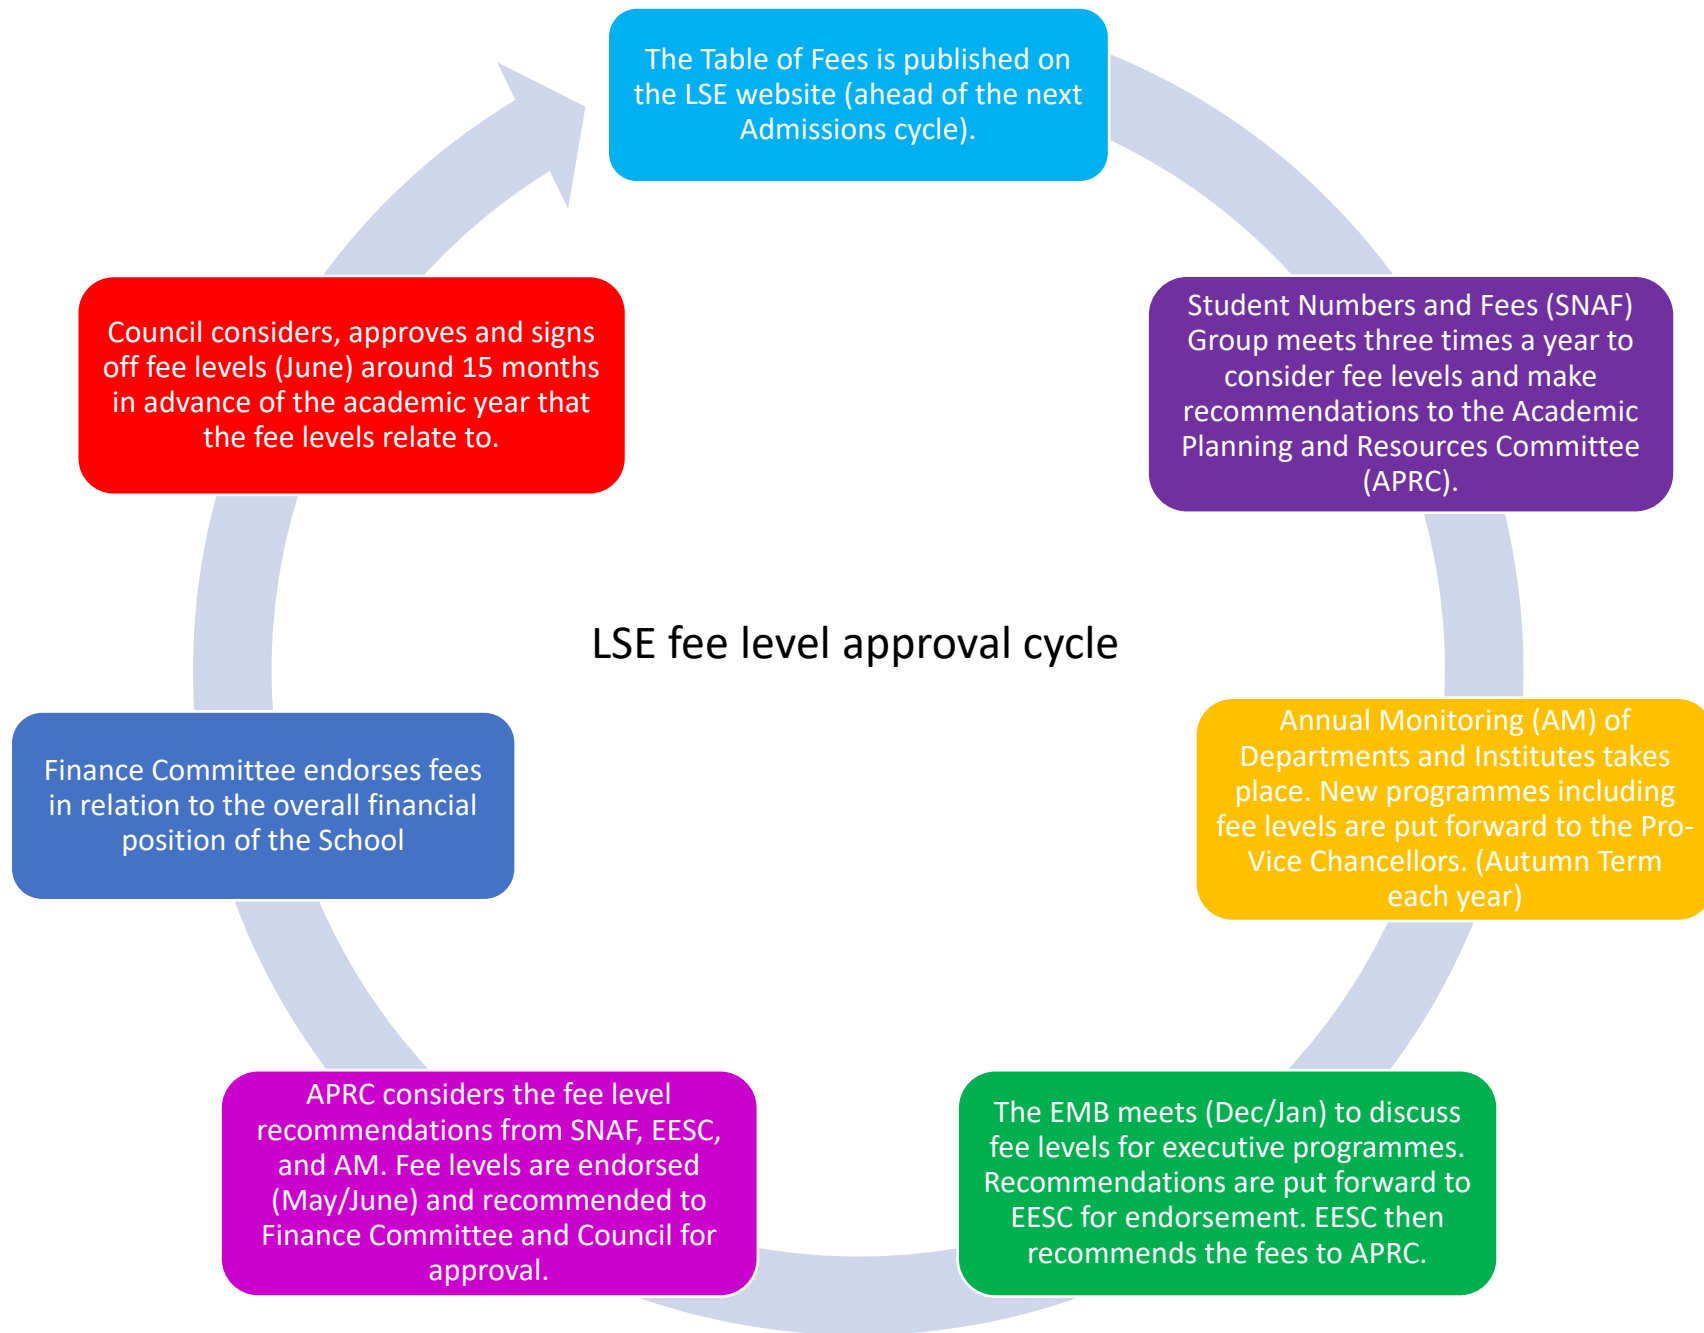 The Table of Fees is published on
the LSE website (ahead of the next
Admissions cycle).
Student Numbers and Fees (SNAF)
Group meets three times a year to
consider fee levels and make
recommendations to the Academic
Planning and Resources Committee
(APRC).
Annual Monitoring (AM) of
Departments and Institutes takes
place. New programmes including
fee levels are put forward to the Pro-
Vice Chancellors. (Autumn Term
each year)
The EMB meets (Dec/Jan) to discuss
fee levels for executive programmes.
Recommendations are put forward to
EESC for endorsement. EESC then
recommends the fees to APRC.
APRC considers the fee level
recommendations from SNAF, EESC,
and AM. Fee levels are endorsed
(May/June) and recommended to
Finance Committee and Council for
approval.
Finance Committee endorses fees
in relation to the overall financial
position of the School
Council considers, approves and signs
off fee levels (June) around 15 months
in advance of the academic year that
the fee levels relate to.
LSE fee level approval cycle